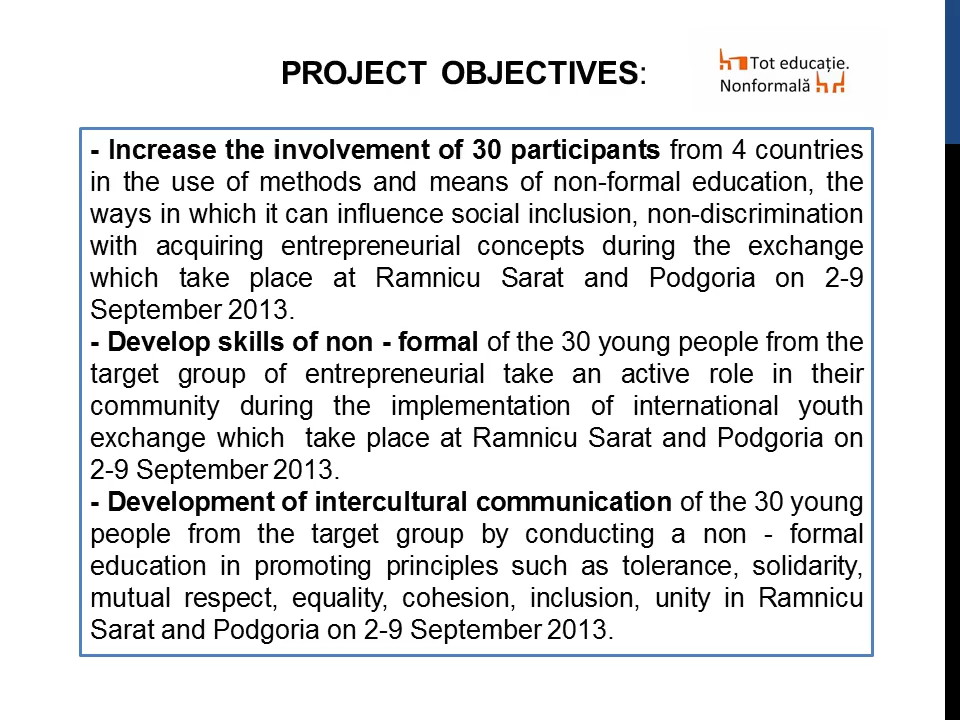 PROJECT OBJECTIVES:
Tot educație.
Nonformală
- Increase the involvement of 30 participants from 4 countries
in the use of methods and means of non-formal education, the
ways in which it can influence social inclusion, non-discrimination
with acquiring entrepreneurial concepts during the exchange
which take place at Ramnicu Sarat and Podgoria on 2-9
September 2013.
- Develop skills of non - formal of the 30 young people from the
target group of entrepreneurial take an active role in their
community during the implementation of international youth
exchange which take place at Ramnicu Sarat and Podgoria on
2-9 September 2013.
- Development of intercultural communication of the 30 young
people from the target group by conducting a non - formal
education in promoting principles such as tolerance, solidarity,
mutual respect, equality, cohesion, inclusion, unity in Ramnicu
Sarat and Podgoria on 2-9 September 2013.